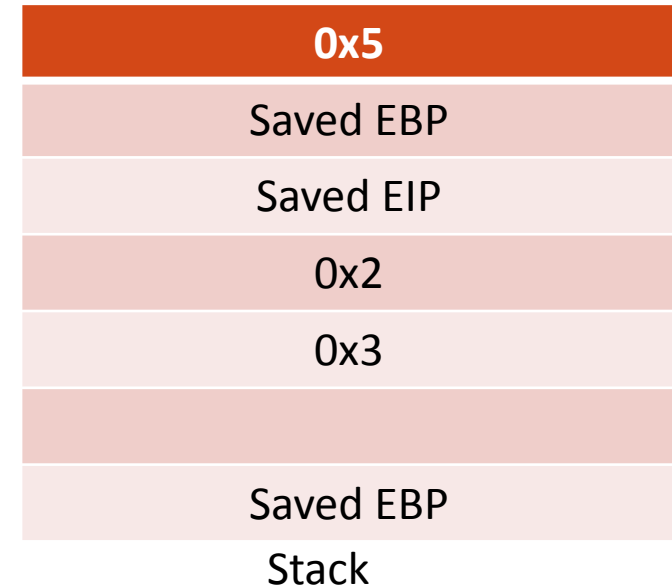 0x5
Saved EBP
Saved EIP
0x2
0x3
Saved EBP
Stack